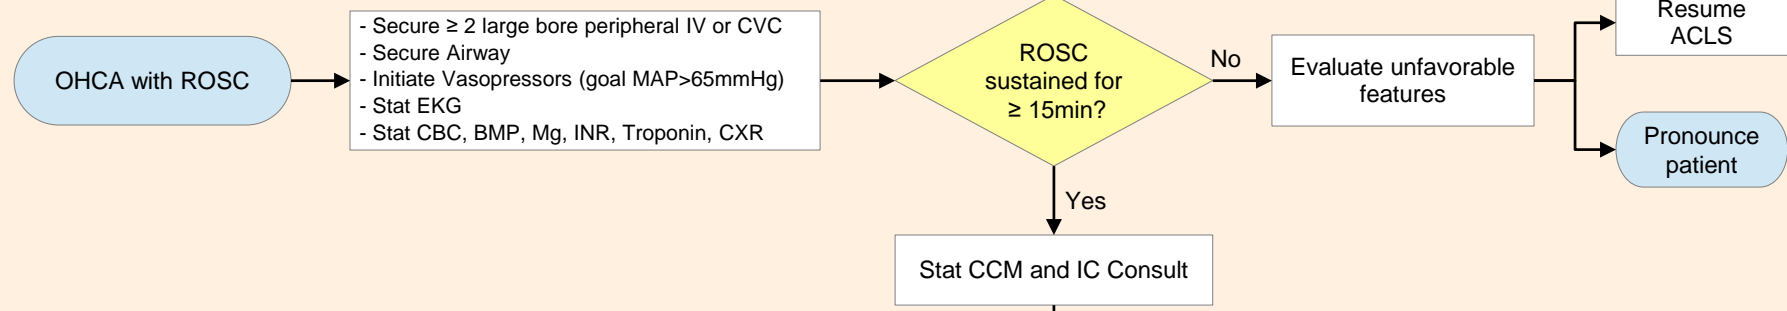 OHCA with ROSC
- Secure ≥ 2 large bore peripheral IV or CVC
- Secure Airway
- Initiate Vasopressors (goal MAP>65mmHg)
- Stat EKG
- Stat CBC, BMP, Mg, INR, Troponin, CXR
ROSC
sustained for
≥ 15min?
No
Evaluate unfavorable
features
Resume
ACLS
Pronounce
patient
Yes
Stat CCM and IC Consult